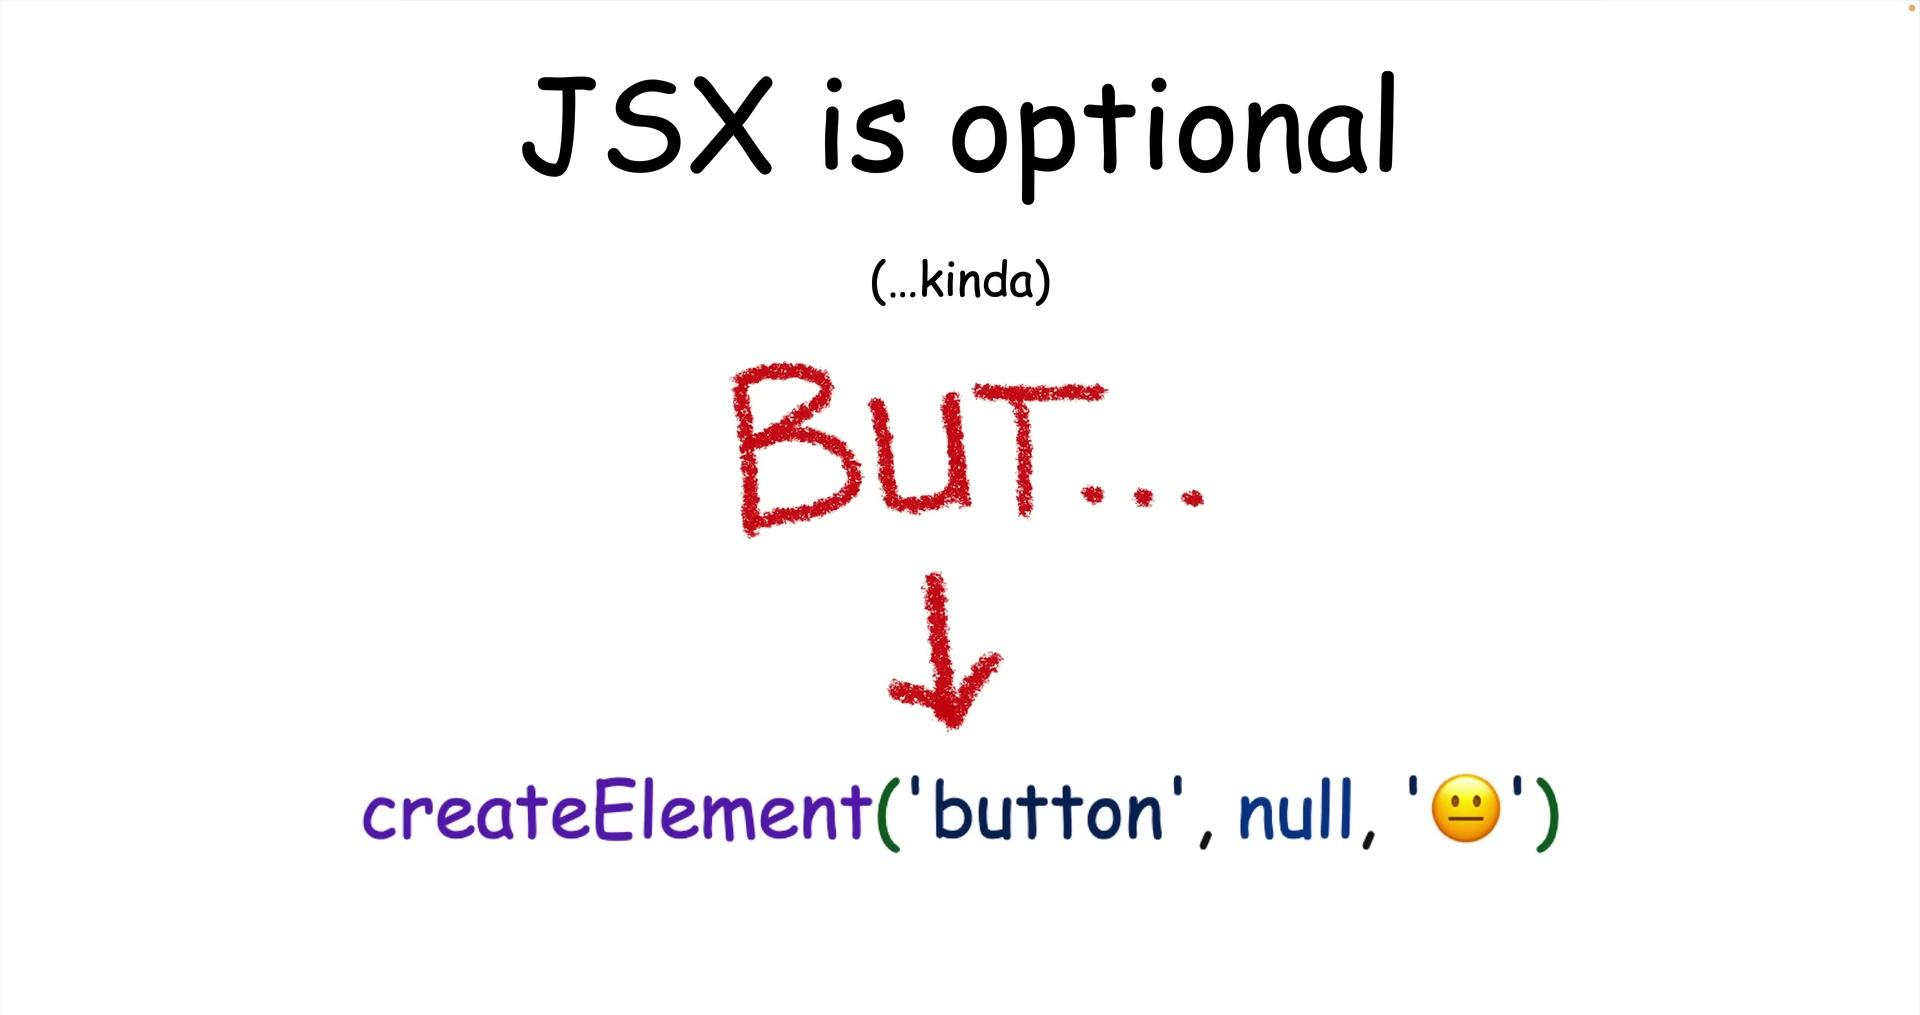 JSX is optional
(...kinda)
BUT...
createElement('button', null, '😐')